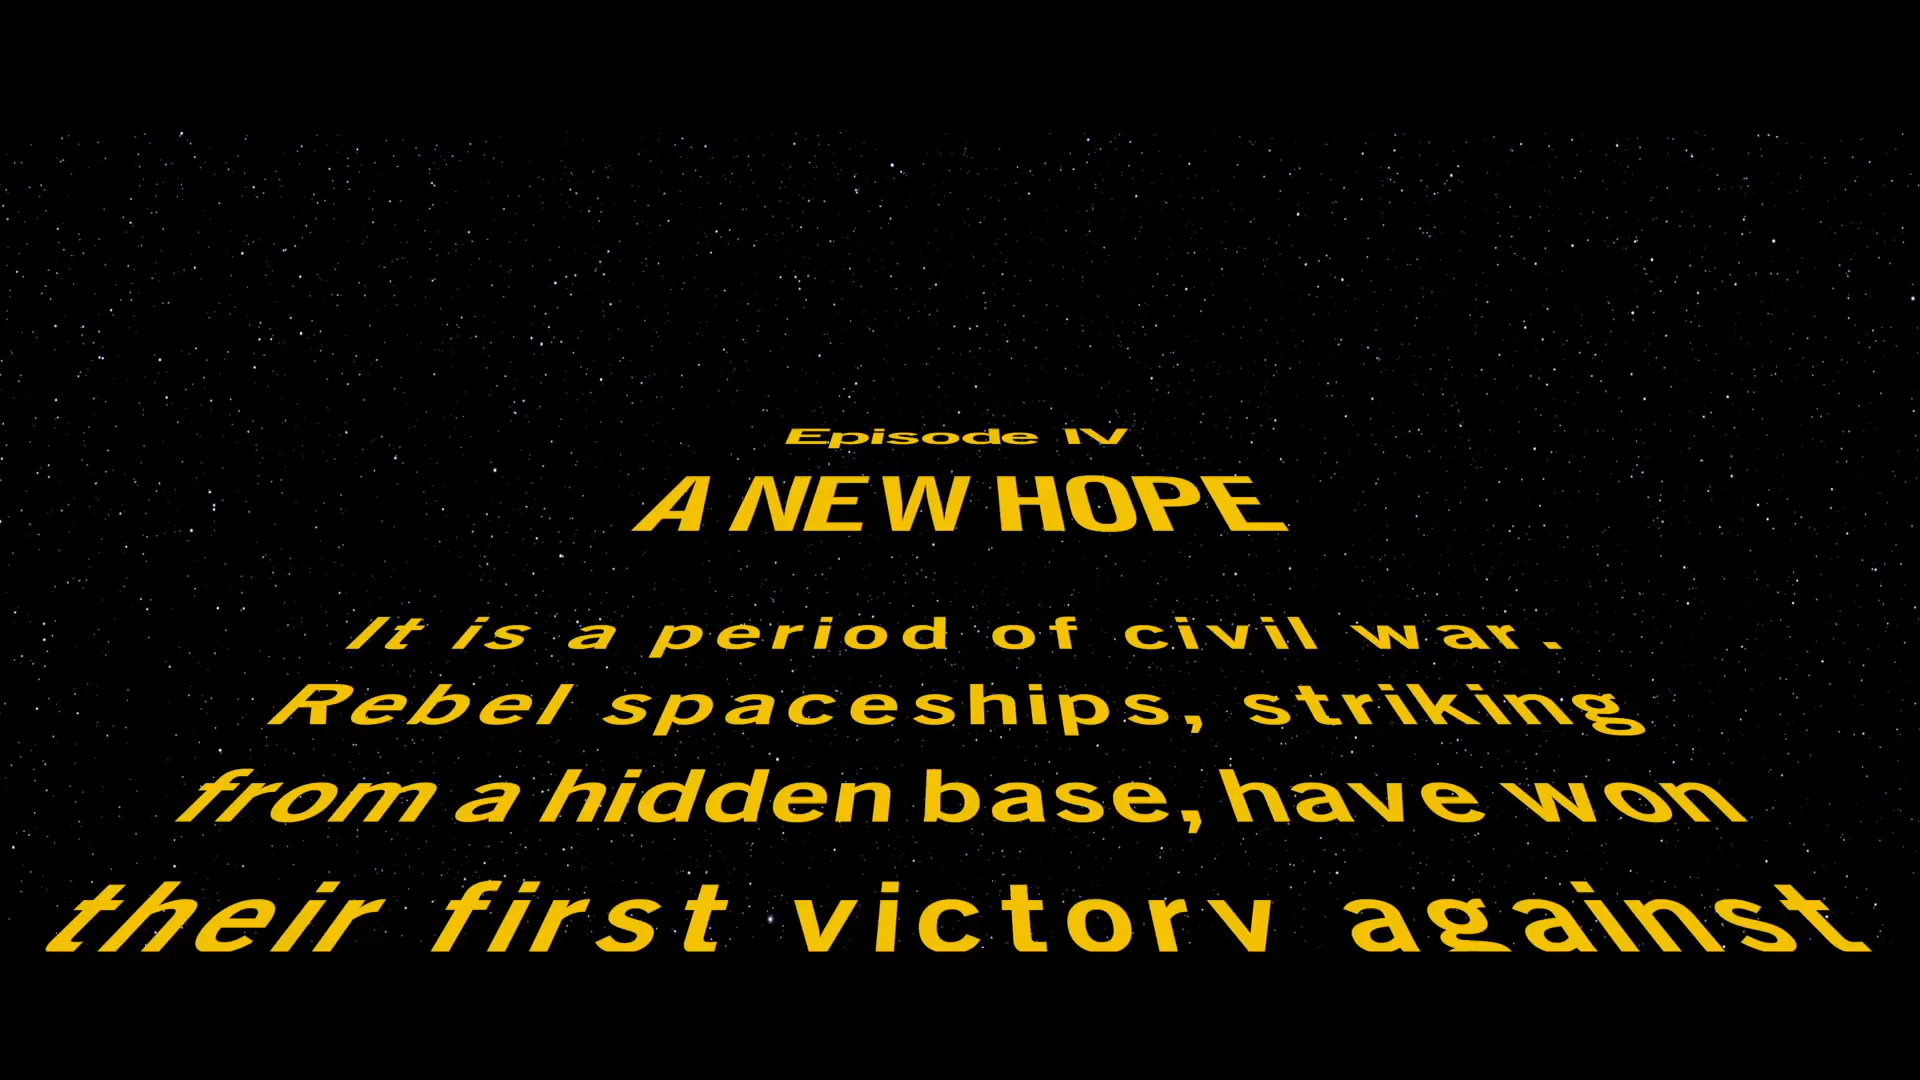 Episode IV
A NEW HOPE
It is a period of civil war.
Rebel spaceships, striking
from a hidden base, have won
their first victory against